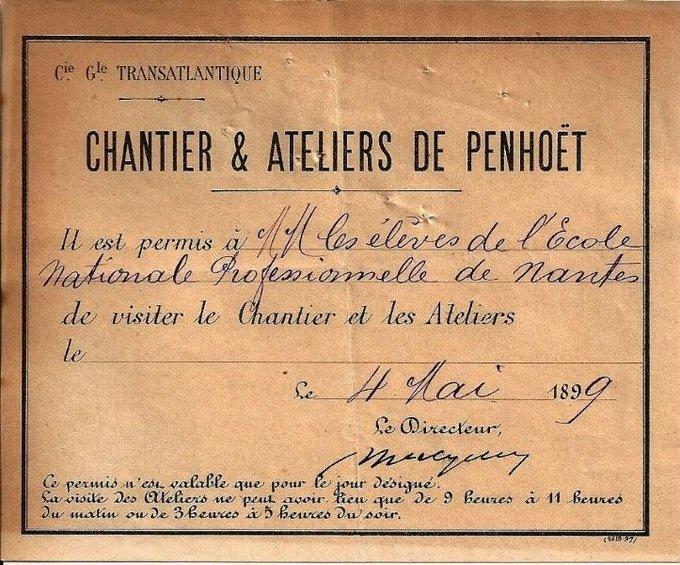 Cie Gle TRANSATLANTIQUE
CHANTIER & ATELIERS DE PENHOËT
Il est permis à MM les élèves de l'École
Nationale Professionnelle de Nantes
de visiter le Chantier et les Ateliers
le
Le 4 Mai 1899
Le Directeur,
Ce permis n'est valable que pour le jour désigné.
La visite des Ateliers ne peut avoir lieu que de 9 heures à 11 heures
du matin ou de 3 heures à 5 heures du soir.